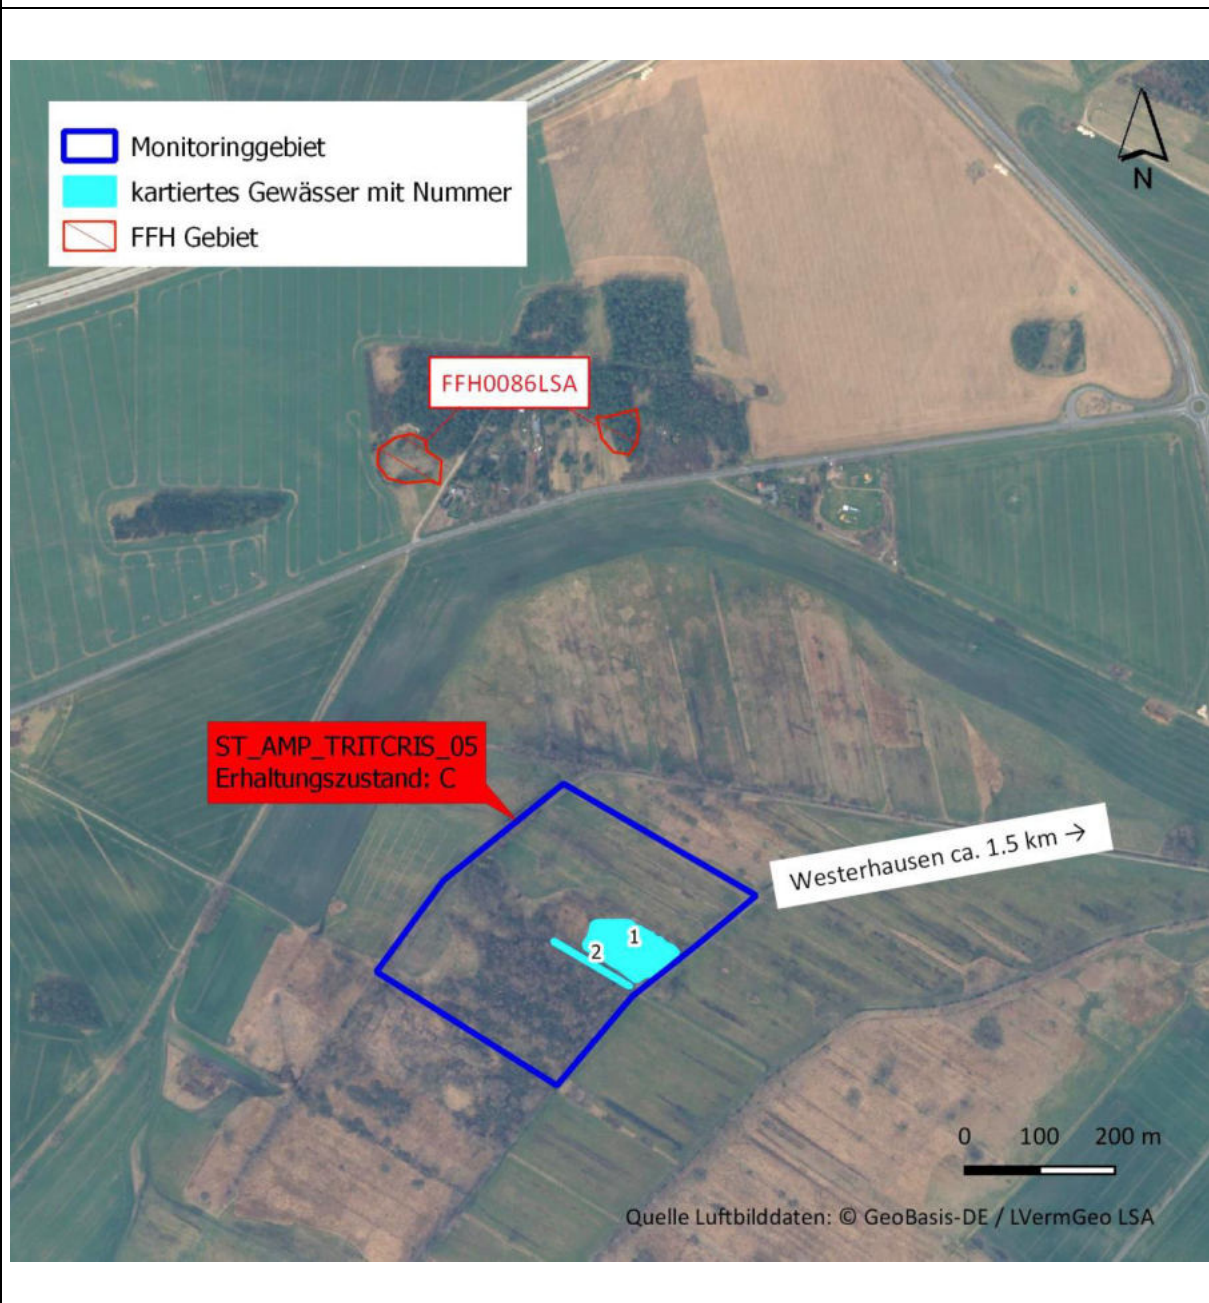 Monitoringgebiet
kartiertes Gewässer mit Nummer
FFH Gebiet
N
FFH0086LSA
ST_AMP_TRITCRIS_05
Erhaltungszustand: C
Westerhausen ca. 1.5 km →
1
2
0 100 200 m
Quelle Luftbilddaten: © GeoBasis-DE / LVermGeo LSA